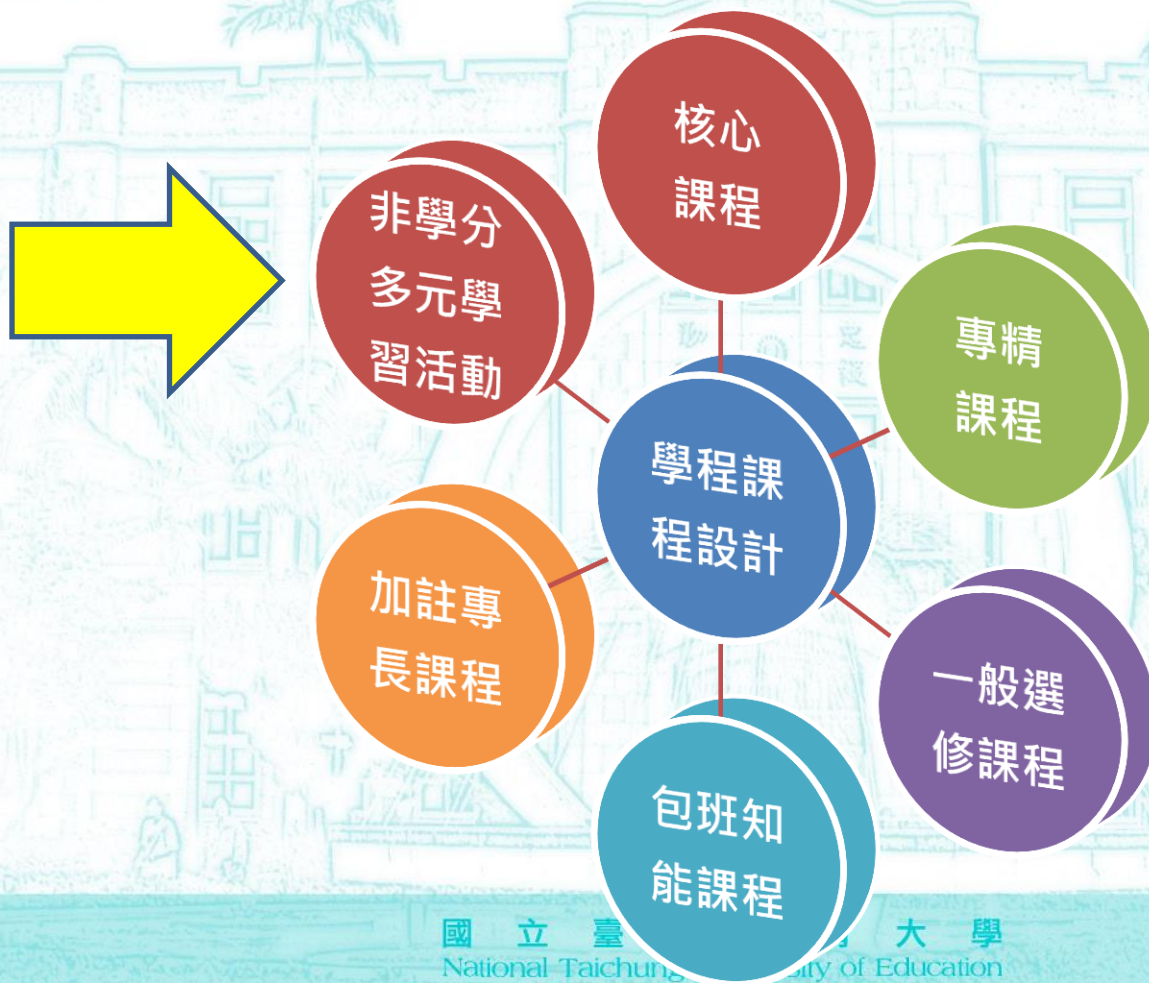 核心
課程
非學分
多元學
習活動
專精
課程
學程課
程設計
加註專
長課程
一般選
修課程
包班知
能課程
國立臺 大學
National Taichung of Education